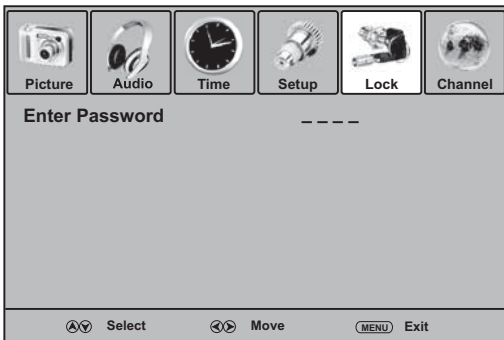 Picture Audio Time Setup Lock Channel
Enter Password _ _ _ _
Select Move MENU Exit